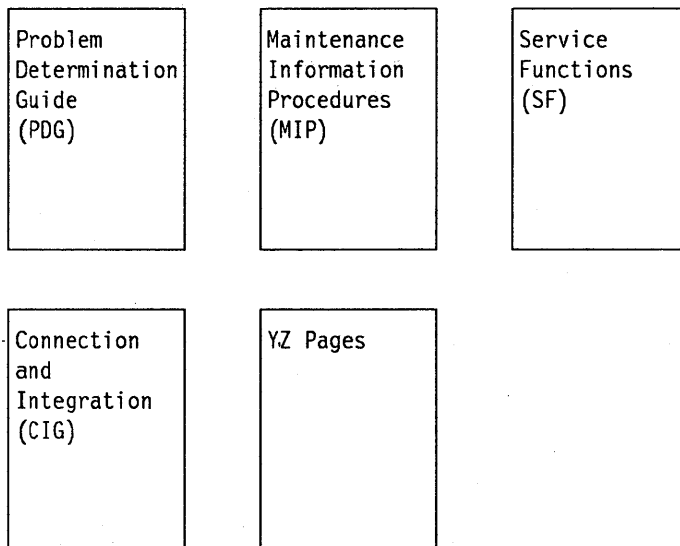 Problem
Determination
Guide
(PDG)
Maintenance
Information
Procedures
(MIP)
Service
Functions
(SF)
Connection
and
Integration
(CIG)
YZ Pages